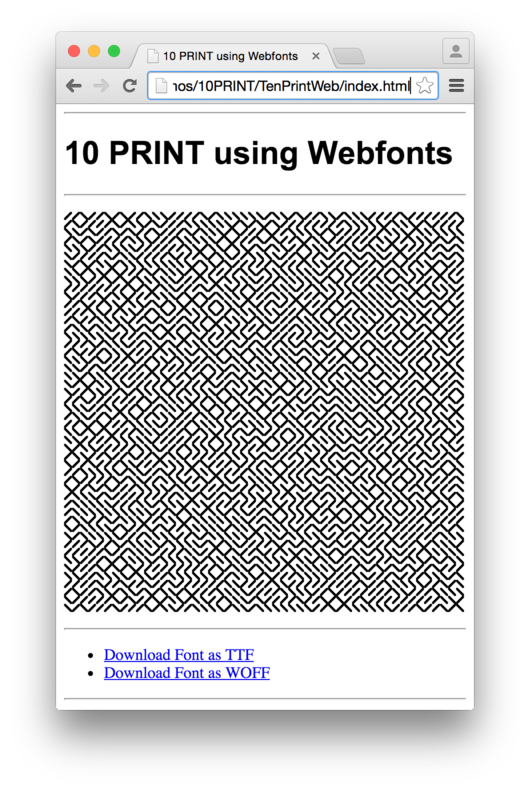 10 PRINT using Webfonts
nos/10PRINT/TenPrintWeb/index.html
10 PRINT using Webfonts
Download Font as TTF
Download Font as WOFF